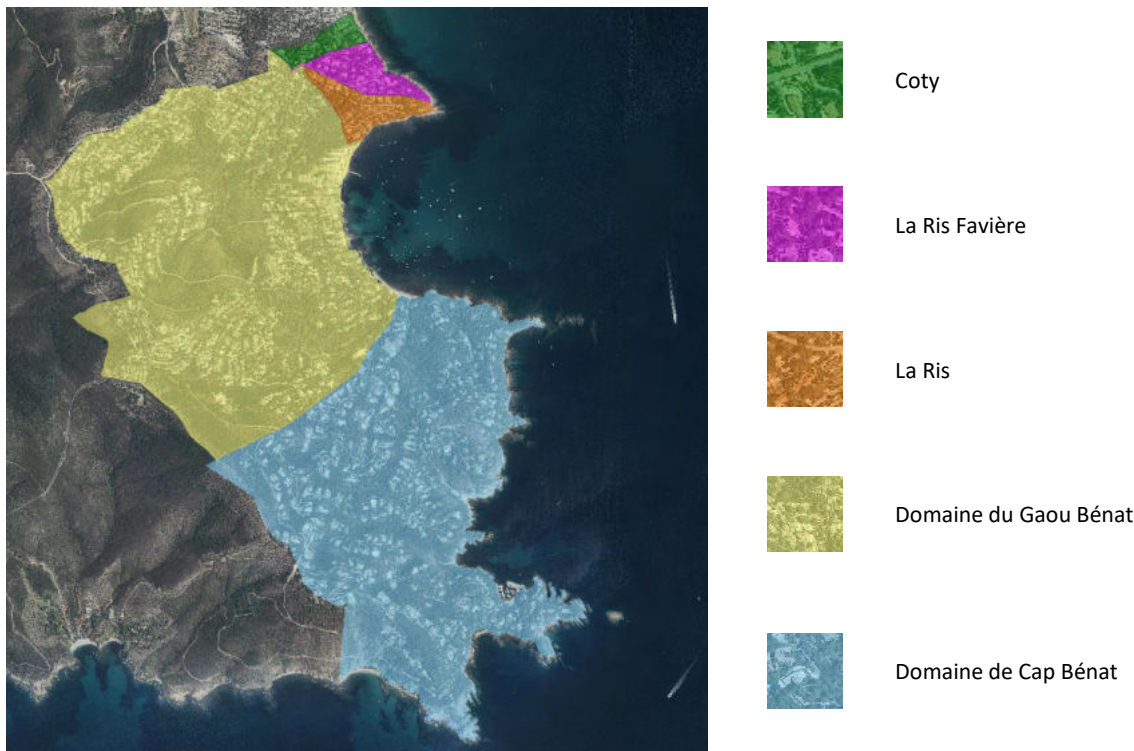 Coty
La Ris Favière
La Ris
Domaine du Gaou Bénat
Domaine de Cap Bénat